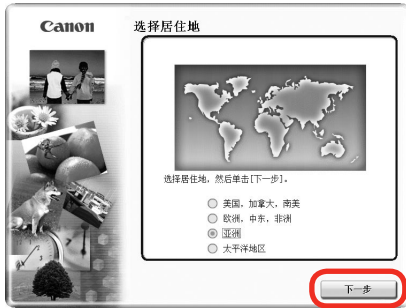 Canon
选择居住地
选择居住地，然后单击[下一步]。
美国，加拿大，南美
欧洲，中东，非洲
亚洲
太平洋地区
下一步